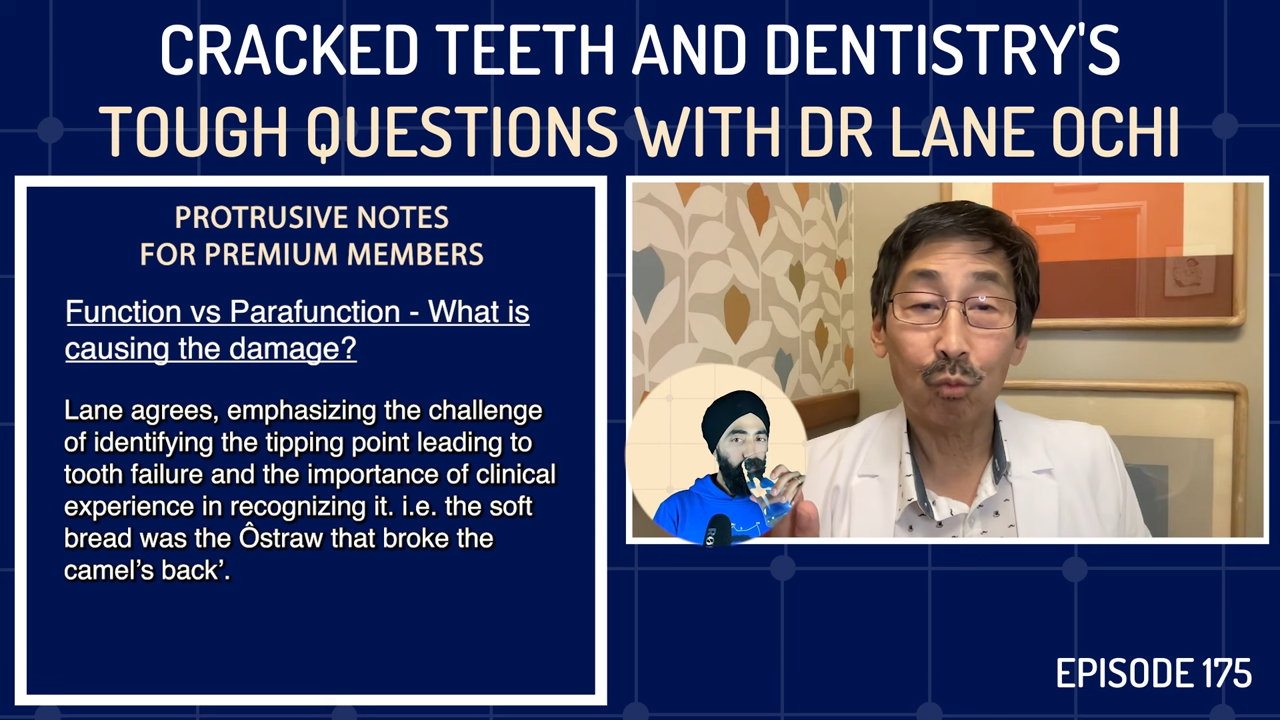 CRACKED TEETH AND DENTISTRY'S
TOUGH QUESTIONS WITH DR LANE OCHI
PROTRUSIVE NOTES
FOR PREMIUM MEMBERS
Function vs Parafunction - What is
causing the damage?
Lane agrees, emphasizing the challenge
of identifying the tipping point leading to
tooth failure and the importance of clinical
experience in recognizing it. i.e. the soft
bread was the Ôstraw that broke the
camel’s back’.
EPISODE 175